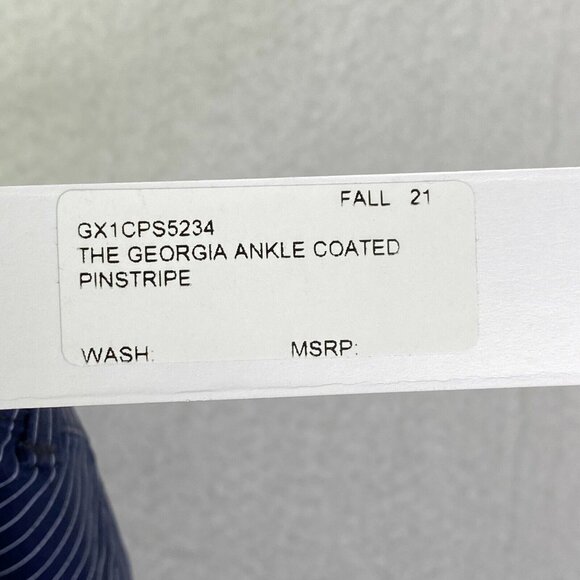 FALL 21
GX1CPS5234
THE GEORGIA ANKLE COATED
PINSTRIPE
WASH: MSRP: